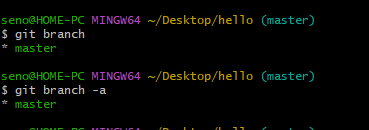 seno@HOME-PC MINGW64 ~/Desktop/hello (master)
$ git branch
* master
seno@HOME-PC MINGW64 ~/Desktop/hello (master)
$ git branch -a
* master